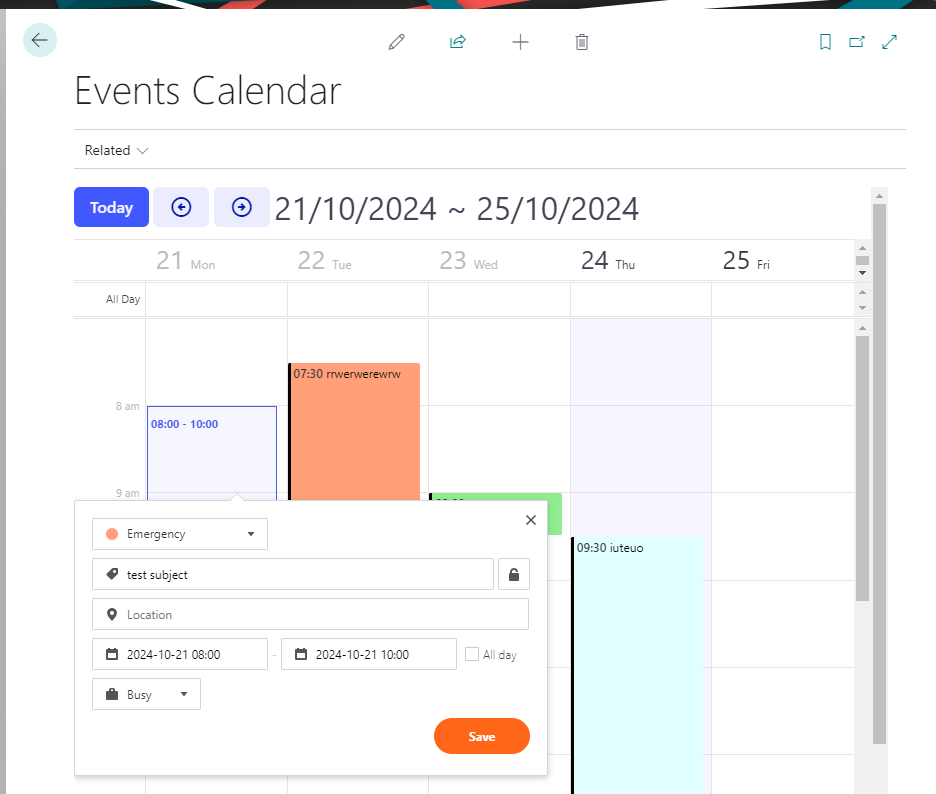 Events Calendar
Related
Today 21/10/2024 ~ 25/10/2024
21 Mon 22 Tue 23 Wed 24 Thu 25 Fri
All Day
07:30 rrwerwerewrw
8 am
08:00 - 10:00
9 am
Emergency
09:30 iuteuo
test subject
Location
2024-10-21 08:00 - 2024-10-21 10:00 All day
Busy
Save